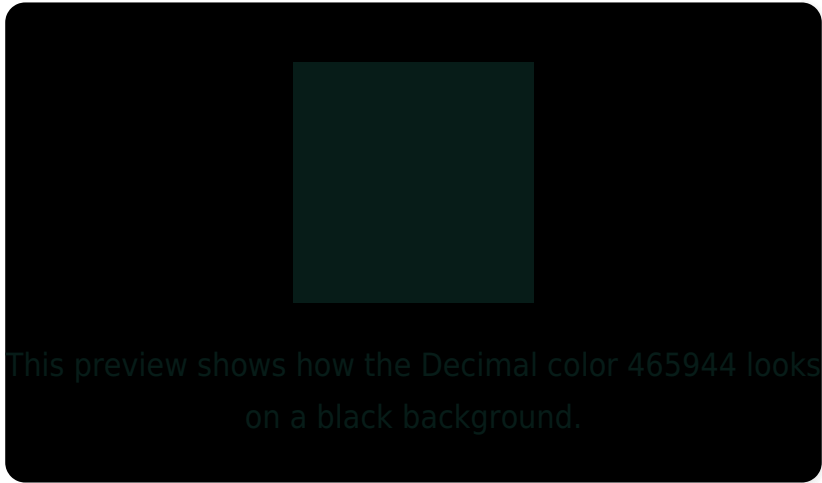 This preview shows how the Decimal color 465944 looks
on a black background.